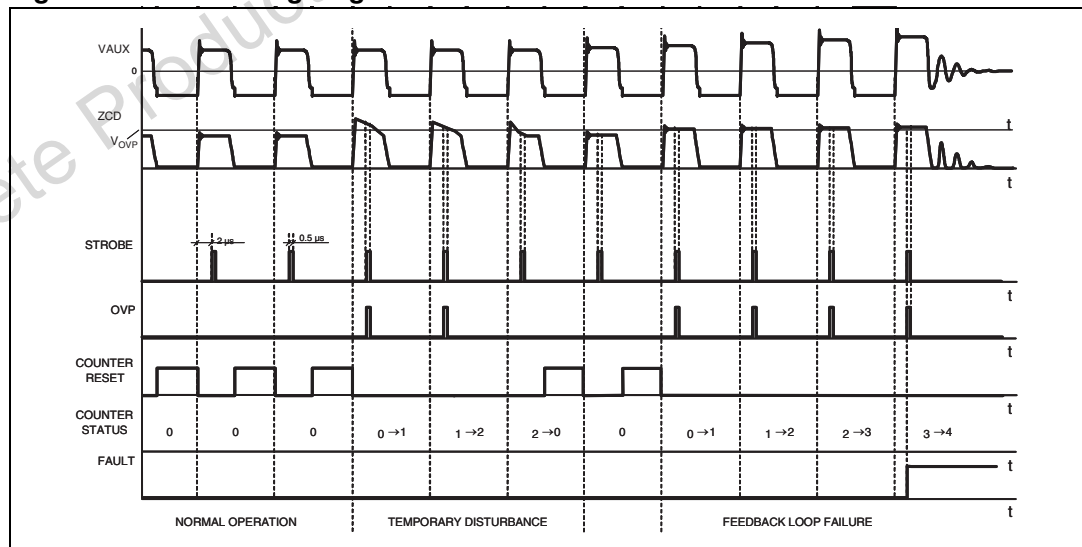 VAUX
0
ZCD
t
VOVP
t
STROBE
2 µs
0.5 µs
t
OVP
t
COUNTER
RESET
t
COUNTER
STATUS
0 0 0 0→1 1→2 2→0 0 0→1 1→2 2→3 3→4
FAULT
t
t
NORMAL OPERATION TEMPORARY DISTURBANCE FEEDBACK LOOP FAILURE